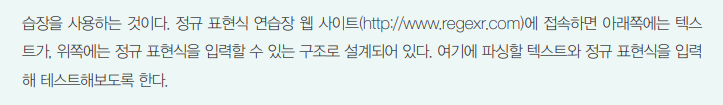 습장을 사용하는 것이다. 정규 표현식 연습장 웹 사이트(http://www.regexr.com)에 접속하면 아래쪽에는 텍스
트가, 위쪽에는 정규 표현식을 입력할 수 있는 구조로 설계되어 있다. 여기에 파싱할 텍스트와 정규 표현식을 입력
해 테스트해보도록 한다.